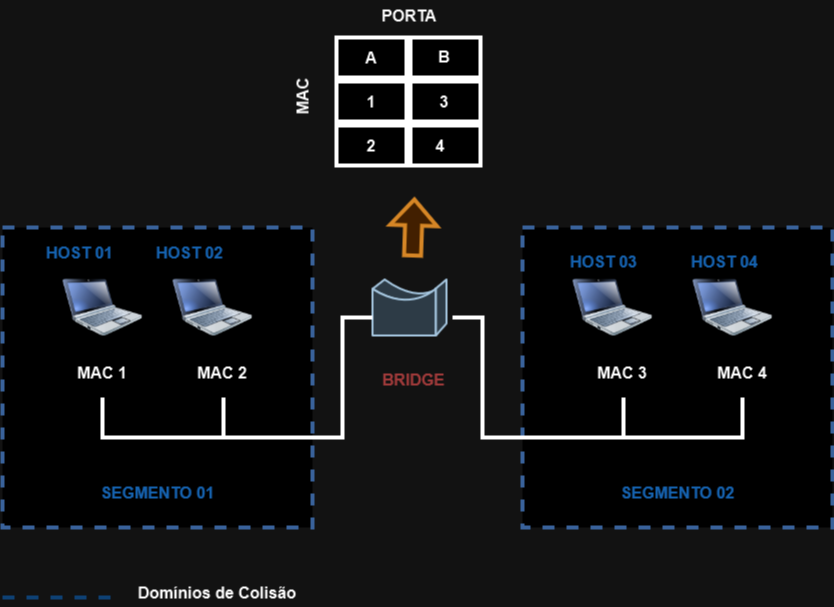 PORTA
MAC
A B
1 3
2 4
HOST 01 HOST 02
HOST 03 HOST 04
MAC 1 MAC 2
BRIDGE
MAC 3 MAC 4
SEGMENTO 01
SEGMENTO 02
Domínios de Colisão